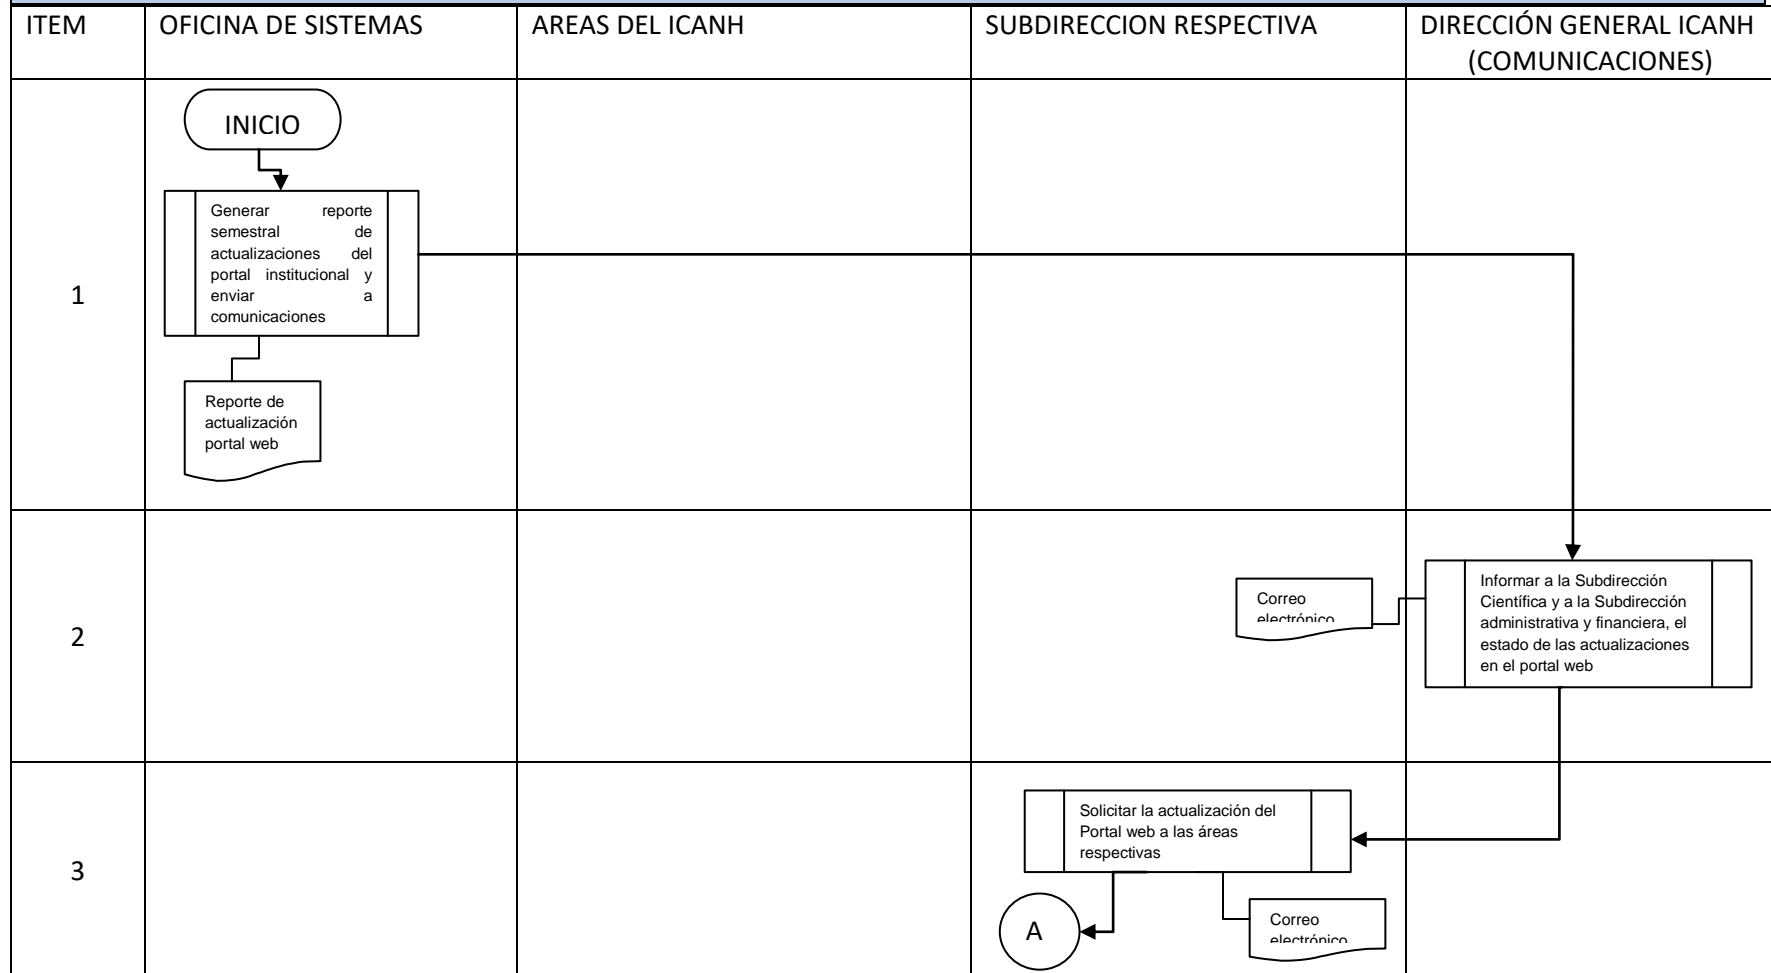 ITEM
OFICINA DE SISTEMAS
AREAS DEL ICANH
SUBDIRECCION RESPECTIVA
DIRECCIÓN GENERAL ICANH
(COMUNICACIONES)
1
INICIO
Generar reporte
semestral de
actualizaciones del
portal institucional y
enviar a
comunicaciones
Reporte de
actualización
portal web
2
Correo
electrónico
Informar a la Subdirección
Científica y a la Subdirección
administrativa y financiera, el
estado de las actualizaciones
en el portal web
3
Solicitar la actualización del
Portal web a las áreas
respectivas
A
Correo
electrónico